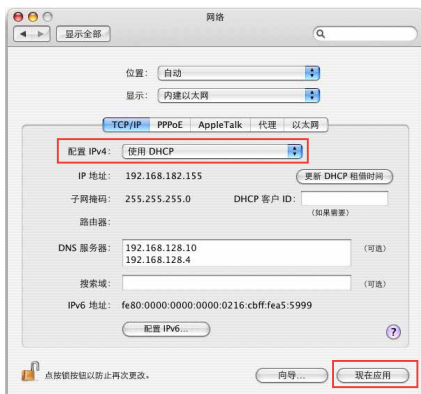 网络
显示全部
位置： 自动
显示： 内建以太网
TCP/IP PPPoE AppleTalk 代理 以太网
配置 IPv4： 使用 DHCP
IP 地址： 192.168.182.155 更新 DHCP 租借时间
子网掩码： 255.255.255.0 DHCP 客户 ID：
(如果需要)
路由器：
DNS 服务器： 192.168.128.10 (可选)
192.168.128.4
搜索域： (可选)
IPv6 地址： fe80:0000:0000:0000:0216:cbff:fea5:5999
配置 IPv6... ?
点按锁按钮以防止再次更改。 向导... 现在应用